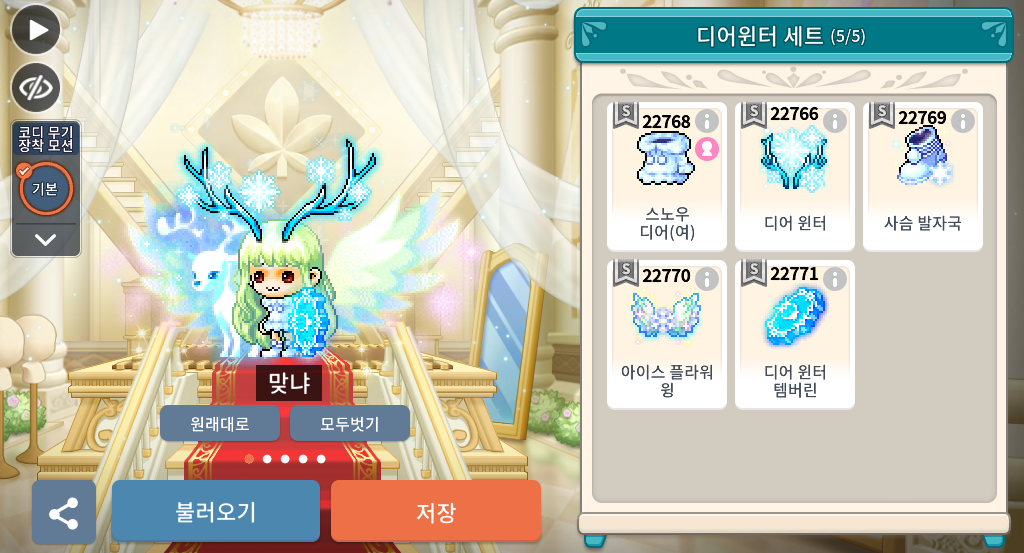 디어윈터 세트 (5/5)
코디 무기
장착 모션
기본
S 22768
스노우
디어(여)
S 22766
디어 윈터
S 22769
사슴 발자국
S 22770
아이스 플라워
윙
S 22771
디어 윈터
템버린
맞냐
원래대로
모두벗기
불러오기
저장